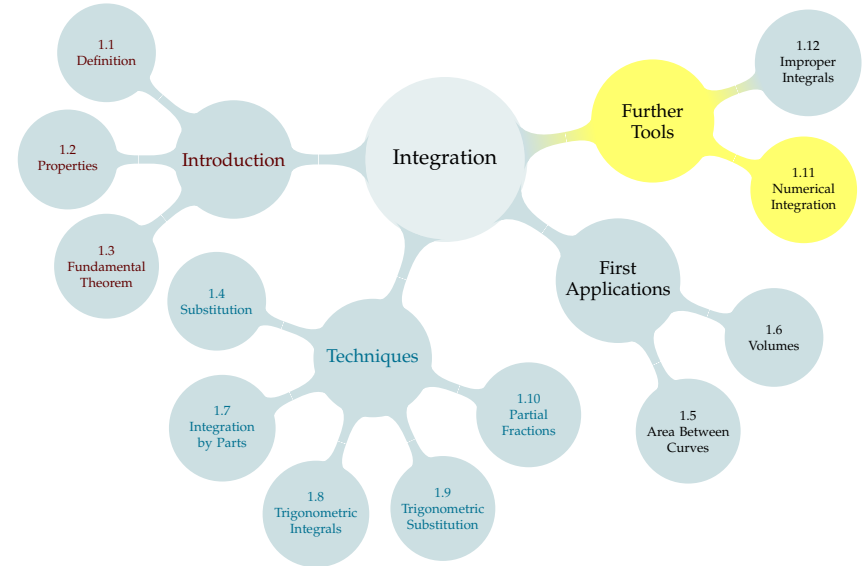 Integration
Introduction
1.1
Definition
1.2
Properties
1.3
Fundamental
Theorem
Techniques
1.4
Substitution
1.7
Integration
by Parts
1.8
Trigonometric
Integrals
1.9
Trigonometric
Substitution
1.10
Partial
Fractions
First
Applications
1.5
Area Between
Curves
1.6
Volumes
Further
Tools
1.11
Numerical
Integration
1.12
Improper
Integrals